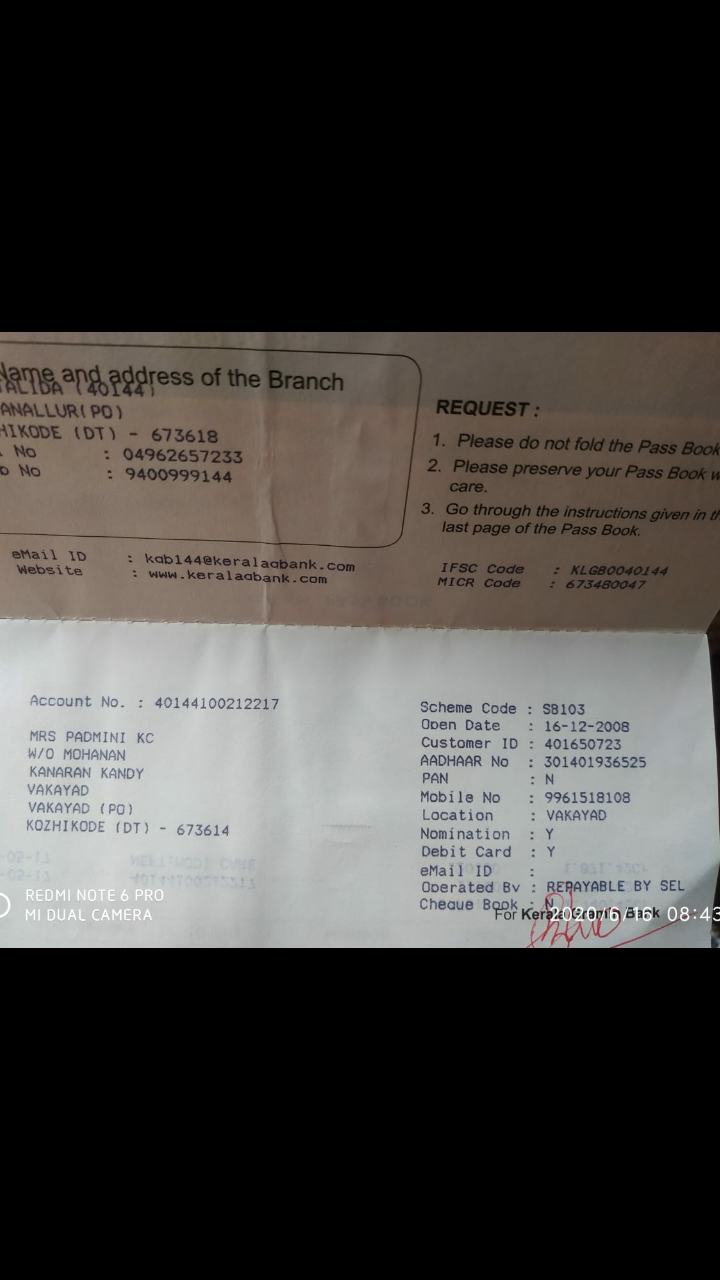 Name and address of the Branch
(40144)
ANALLUR(PO)
HIKODE (DT) - 673618
No : 04962657233
No : 9400999144
eMail ID : kgb144@keralagbank.com
Website : www.keralagbank.com
REQUEST :
1. Please do not fold the Pass Book
2. Please preserve your Pass Book w
care.
3. Go through the instructions given in th
last page of the Pass Book.
IFSC Code : KLGB0040144
MICR Code : 673480047
Account No. : 40144100212217
MRS PADMINI KC
W/O MOHANAN
KANARAN KANDY
VAKAYAD
VAKAYAD (PO)
KOZHIKODE (DT) - 673614
Scheme Code : SB103
Open Date : 16-12-2008
Customer ID : 401650723
AADHAAR No : 301401936525
PAN : N
Mobile No : 9961518108
Location : VAKAYAD
Nomination : Y
Debit Card : Y
eMail ID :
Operated By : REPAYABLE BY SEL
Cheque Book : N
For Kerala Gramin Bank
REDMI NOTE 6 PRO
MI DUAL CAMERA
2020/6/16 08:43